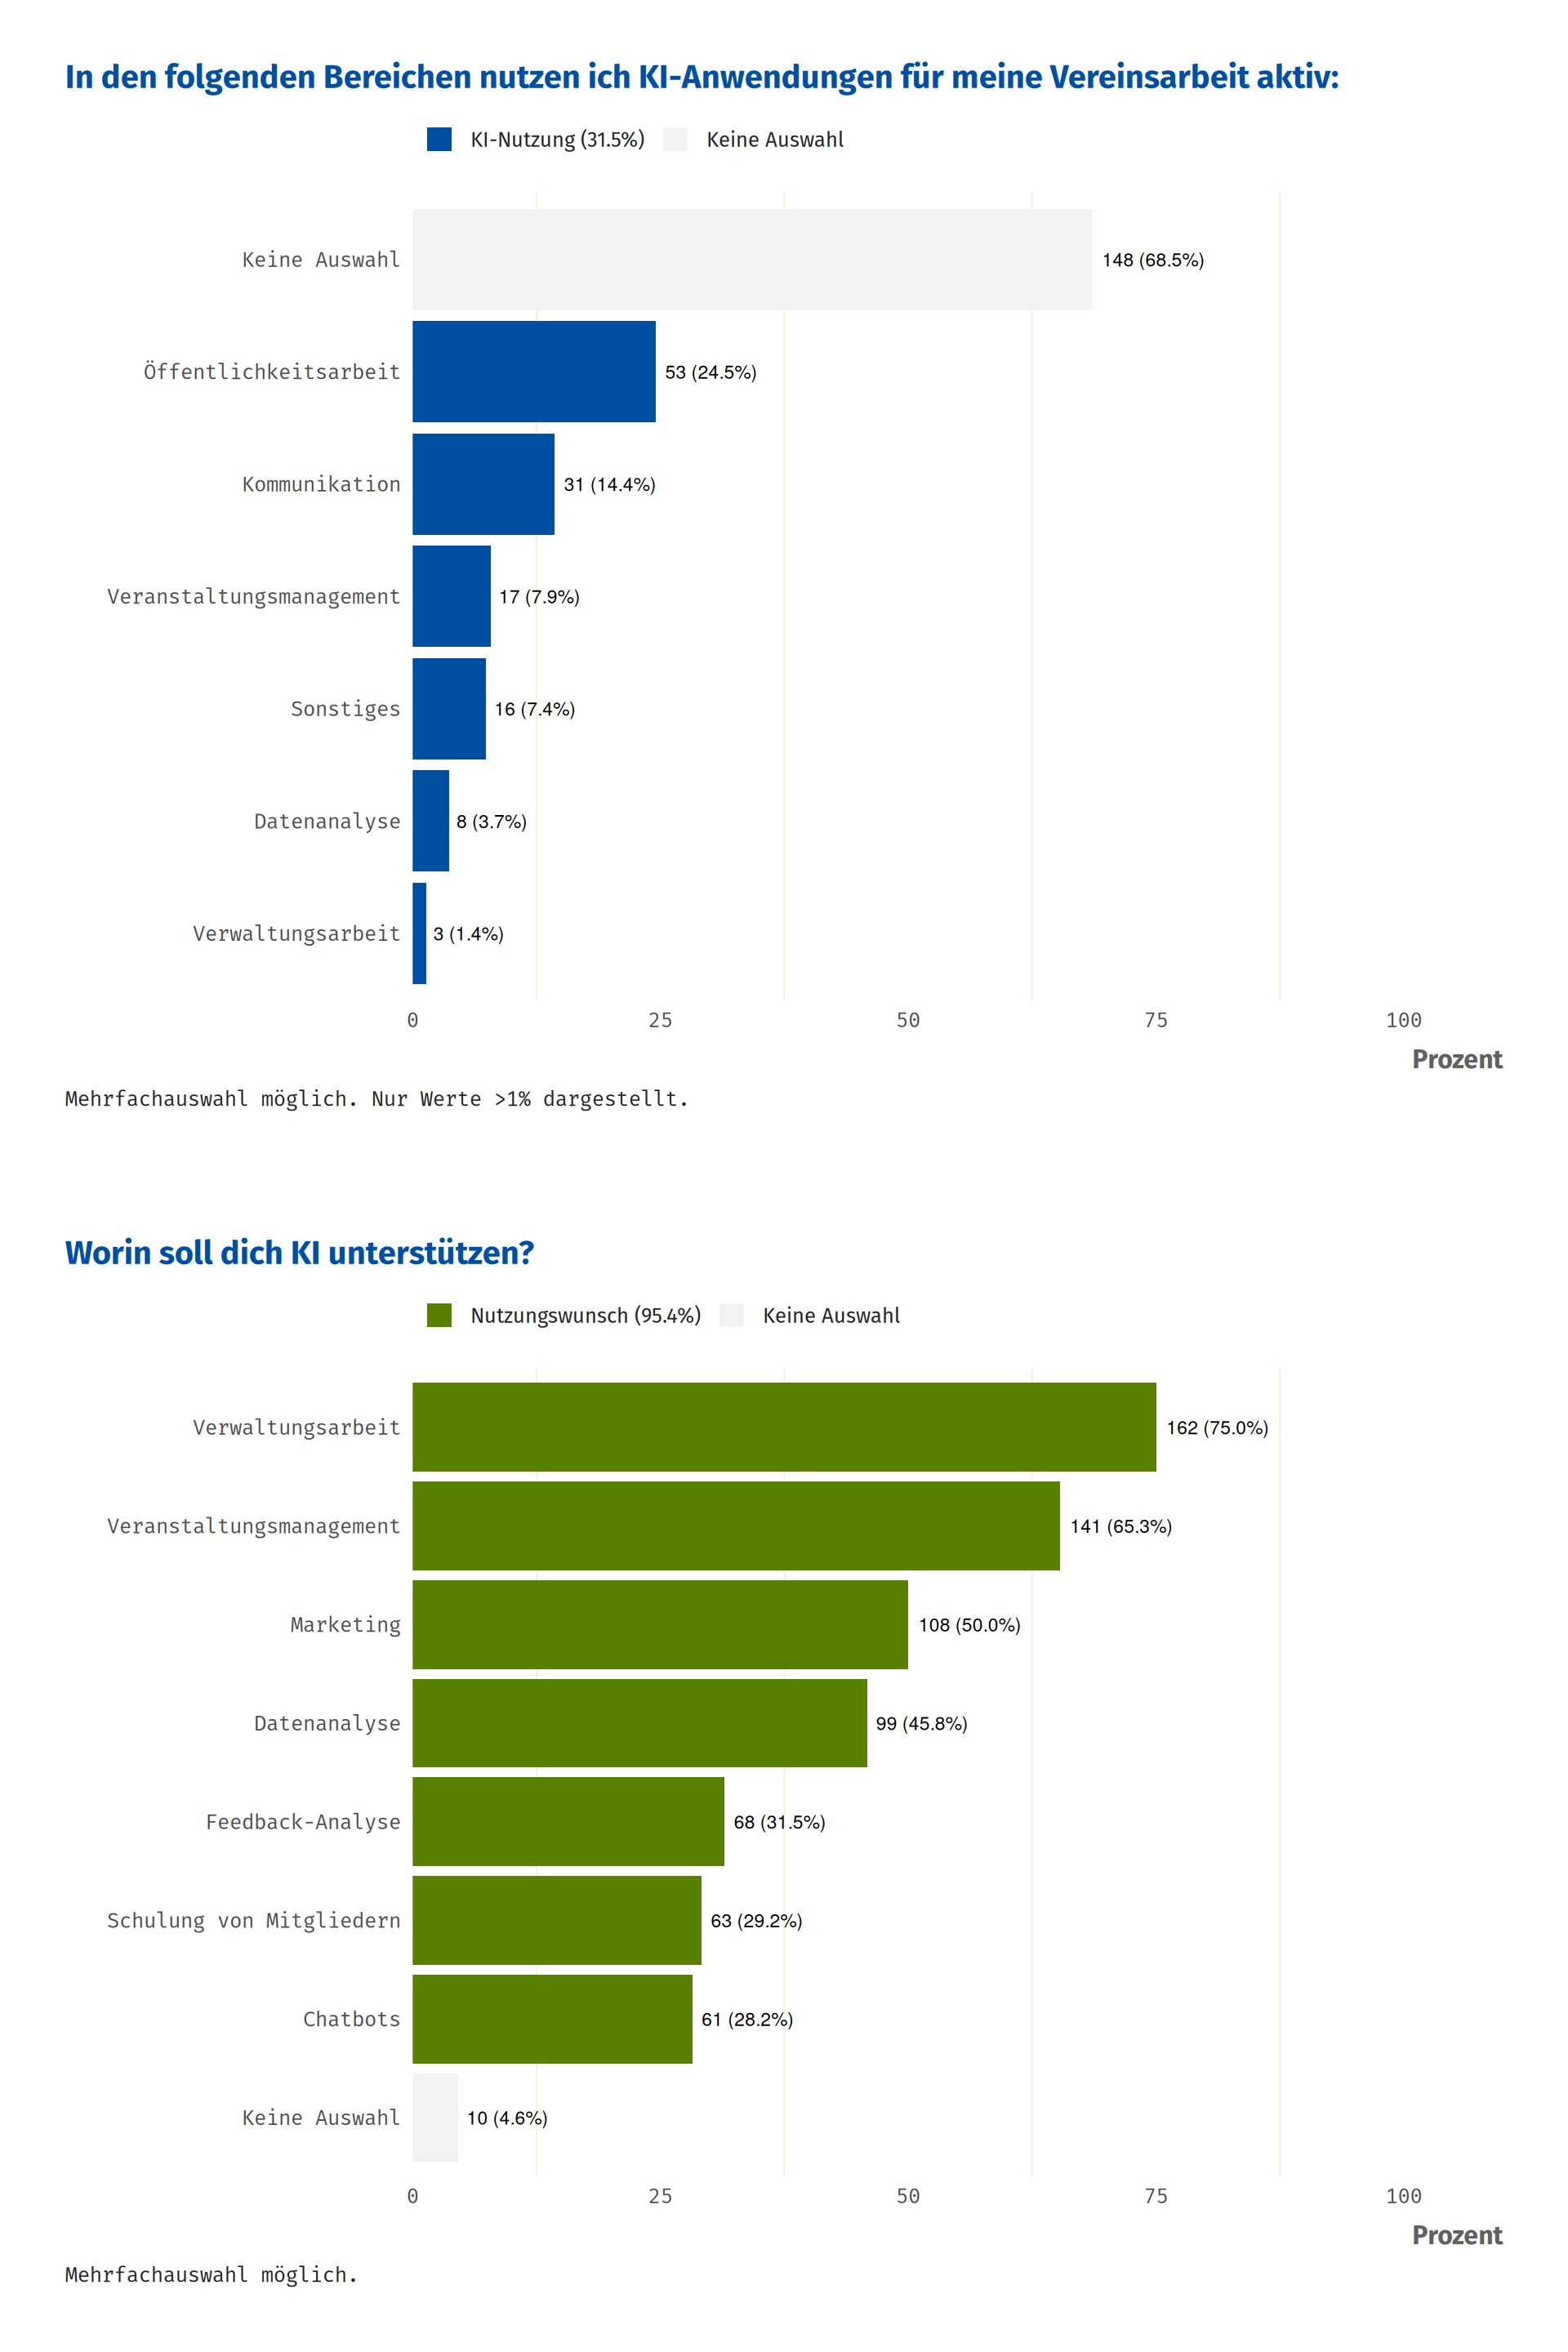 In den folgenden Bereichen nutzen ich KI-Anwendungen für meine Vereinsarbeit aktiv:
KI-Nutzung (31.5%) Keine Auswahl
Keine Auswahl 148 (68.5%)
Öffentlichkeitsarbeit 53 (24.5%)
Kommunikation 31 (14.4%)
Veranstaltungsmanagement 17 (7.9%)
Sonstiges 16 (7.4%)
Datenanalyse 8 (3.7%)
Verwaltungsarbeit 3 (1.4%)
0 25 50 75 100
Prozent
Mehrfachauswahl möglich. Nur Werte >1% dargestellt.
Worin soll dich KI unterstützen?
Nutzungswunsch (95.4%) Keine Auswahl
Verwaltungsarbeit 162 (75.0%)
Veranstaltungsmanagement 141 (65.3%)
Marketing 108 (50.0%)
Datenanalyse 99 (45.8%)
Feedback-Analyse 68 (31.5%)
Schulung von Mitgliedern 63 (29.2%)
Chatbots 61 (28.2%)
Keine Auswahl 10 (4.6%)
0 25 50 75 100
Prozent
Mehrfachauswahl möglich.